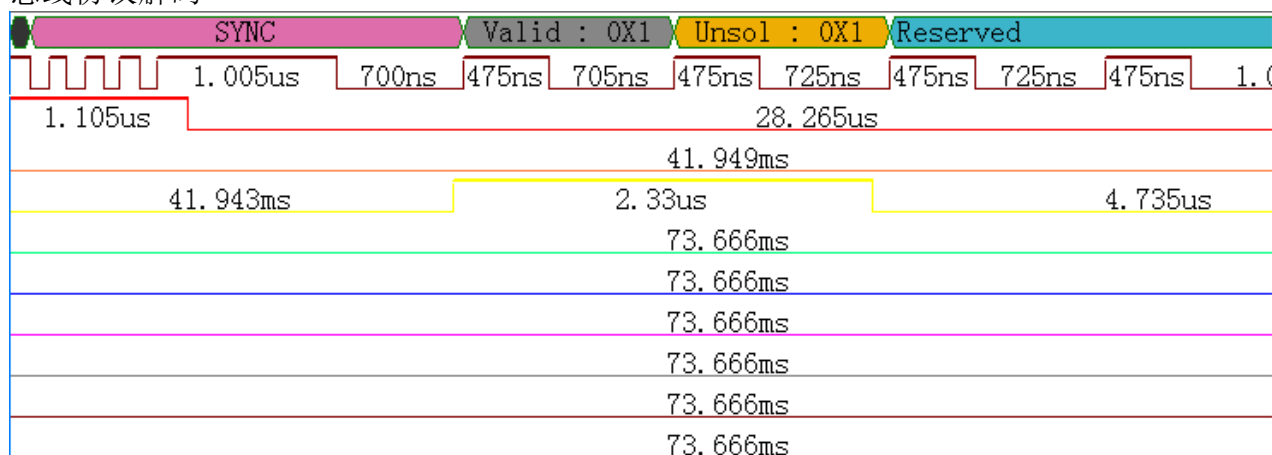 SYNC Valid : 0X1 Unsol : 0X1 Reserved
1.005us 700ns 475ns 705ns 475ns 725ns 475ns 725ns 475ns
1.105us 28.265us
41.949ms
41.943ms 2.33us 4.735us
73.666ms
73.666ms
73.666ms
73.666ms
73.666ms
73.666ms